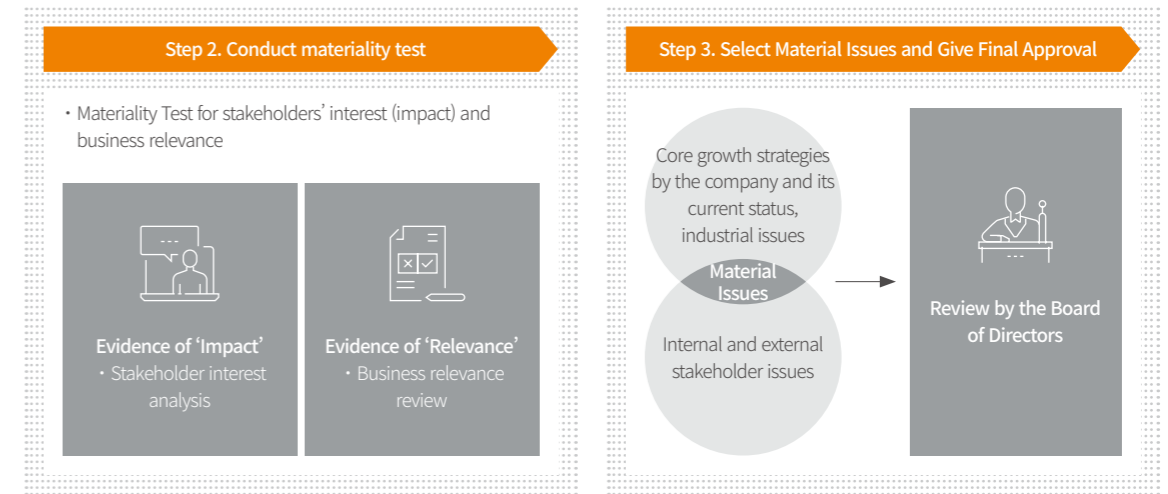 Step 2. Conduct materiality test
・Materiality Test for stakeholders’ interest (impact) and
business relevance
Evidence of ‘Impact’
・Stakeholder interest
analysis
Evidence of ‘Relevance’
・Business relevance
review
Step 3. Select Material Issues and Give Final Approval
Core growth strategies
by the company and its
current status,
industrial issues
Material
Issues
Internal and external
stakeholder issues
Review by the Board
of Directors